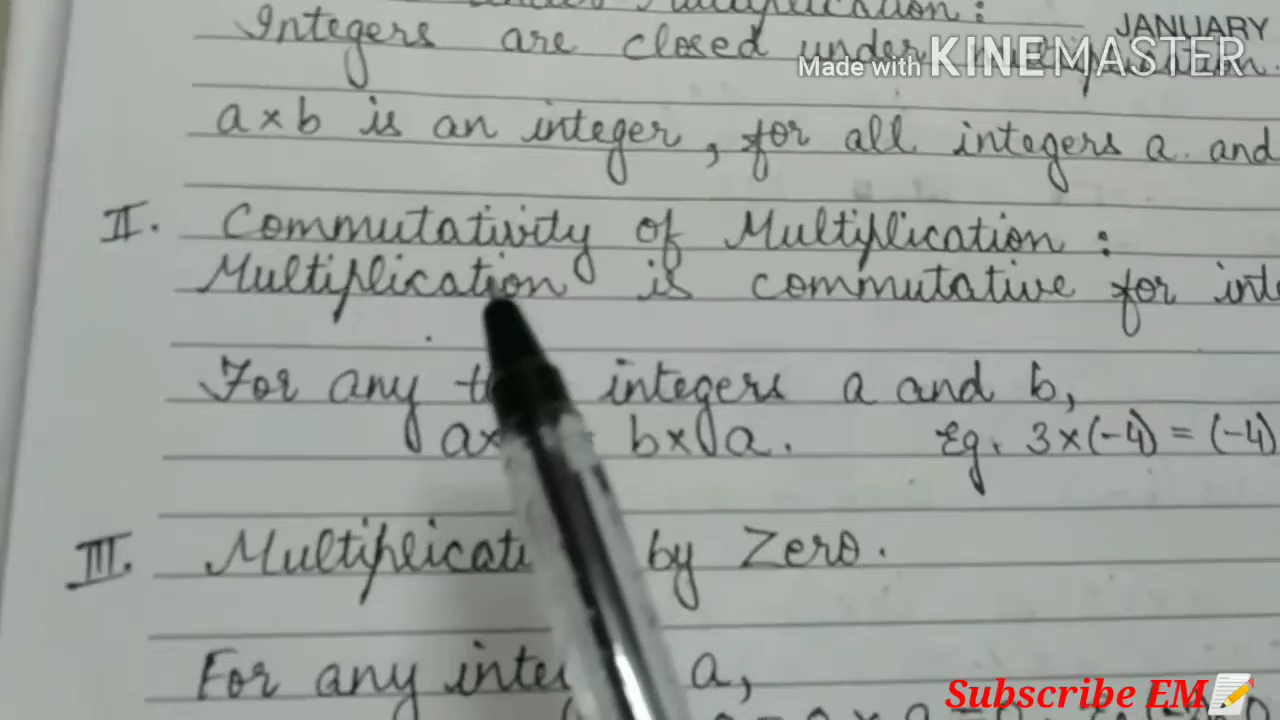 Multiplication:
JANUARY
Integers are closed under multiplication.
Made with KINEMASTER
a×b is an integer, for all integers a. and
II. Commutativity of Multiplication:
Multiplication is commutative for
For any integers a and b,
a× b×a. Eg. 3×(-4) = (-4)
III. by Zero.
For any a,
Subscribe EM📝